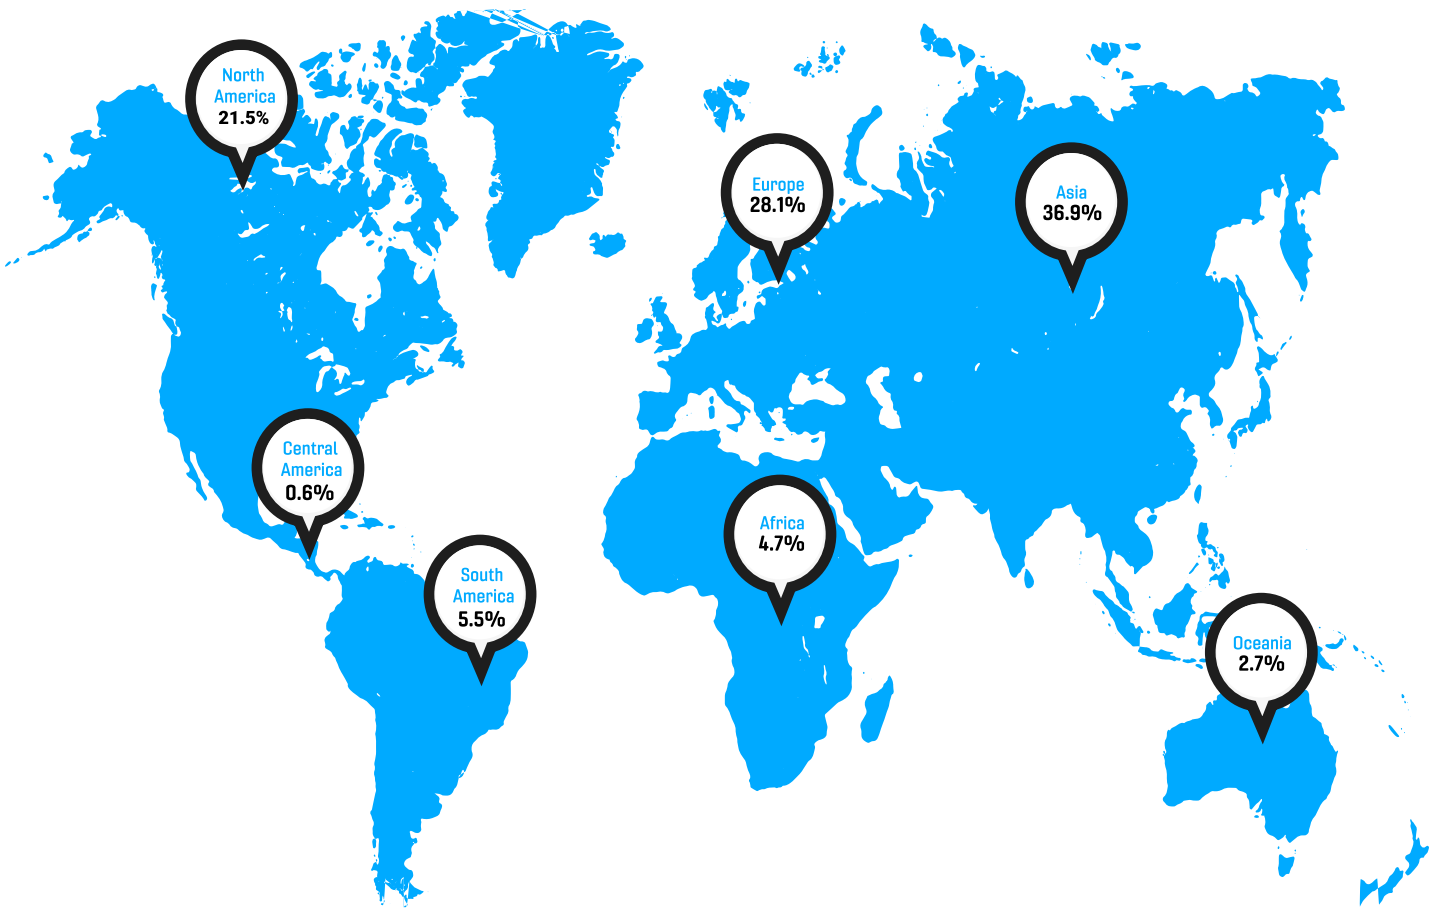 North
America
21.5%
Europe
28.1%
Asia
36.9%
Central
America
0.6%
Africa
4.7%
South
America
5.5%
Oceania
2.7%